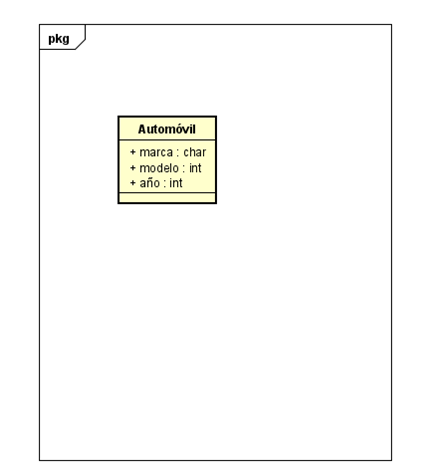 pkg
Automóvil
+ marca : char
+ modelo : int
+ año : int